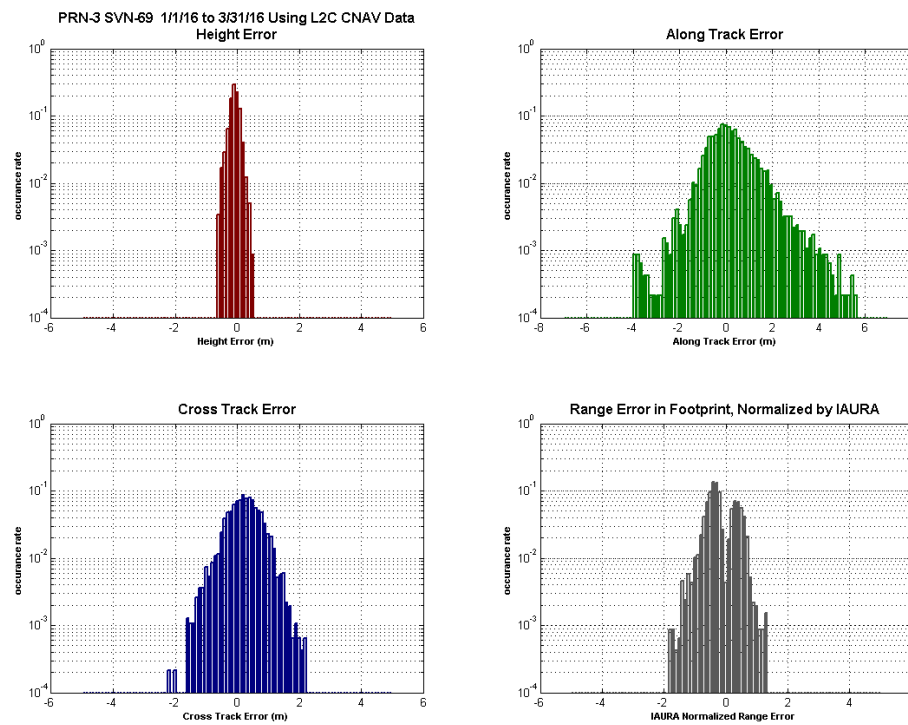 PRN-3 SVN-69 1/1/16 to 3/31/16 Using L2C CNAV Data
Height Error
10^0
10^-1
10^-2
10^-3
10^-4
occurance rate
-6 -4 -2 0 2 4 6
Height Error (m)
Along Track Error
10^0
10^-1
10^-2
10^-3
10^-4
occurance rate
-8 -6 -4 -2 0 2 4 6 8
Along Track Error (m)
Cross Track Error
10^0
10^-1
10^-2
10^-3
10^-4
occurance rate
-6 -4 -2 0 2 4 6
Cross Track Error (m)
Range Error in Footprint, Normalized by IAURA
10^0
10^-1
10^-2
10^-3
10^-4
occurance rate
-6 -4 -2 0 2 4
IAURA Normalized Range Error